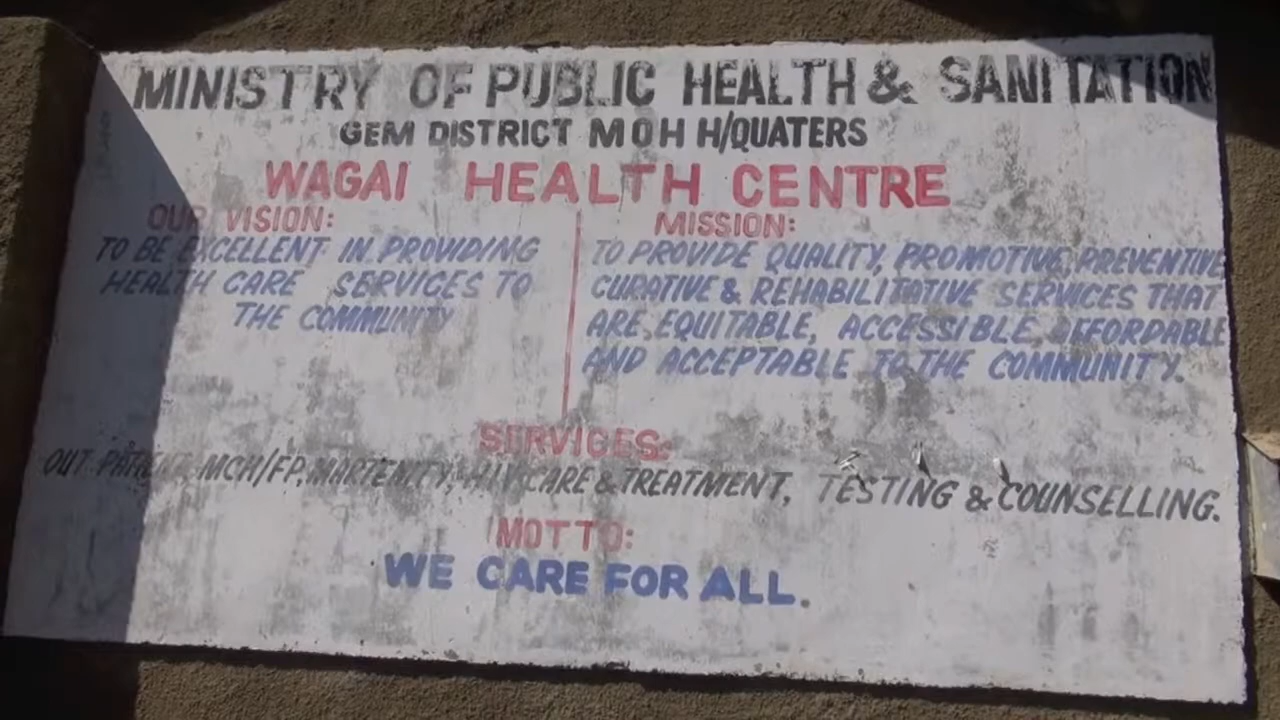 MINISTRY OF PUBLIC HEALTH & SANITATION
GEM DISTRICT MOH H/QUATERS
WAGAI HEALTH CENTRE
OUR VISION:
TO BE EXCELLENT IN PROVIDING
HEALTH CARE SERVICES TO
THE COMMUNITY
MISSION:
TO PROVIDE QUALITY, PROMOTIVE, PREVENTIVE
CURATIVE & REHABILITATIVE SERVICES THAT
ARE EQUITABLE, ACCESSIBLE, AFFORDABLE
AND ACCEPTABLE TO THE COMMUNITY.
SERVICES:
OUT PATIENT, MCH/FP, MARTENITY, HIV CARE & TREATMENT, TESTING & COUNSELLING.
MOTTO:
WE CARE FOR ALL.